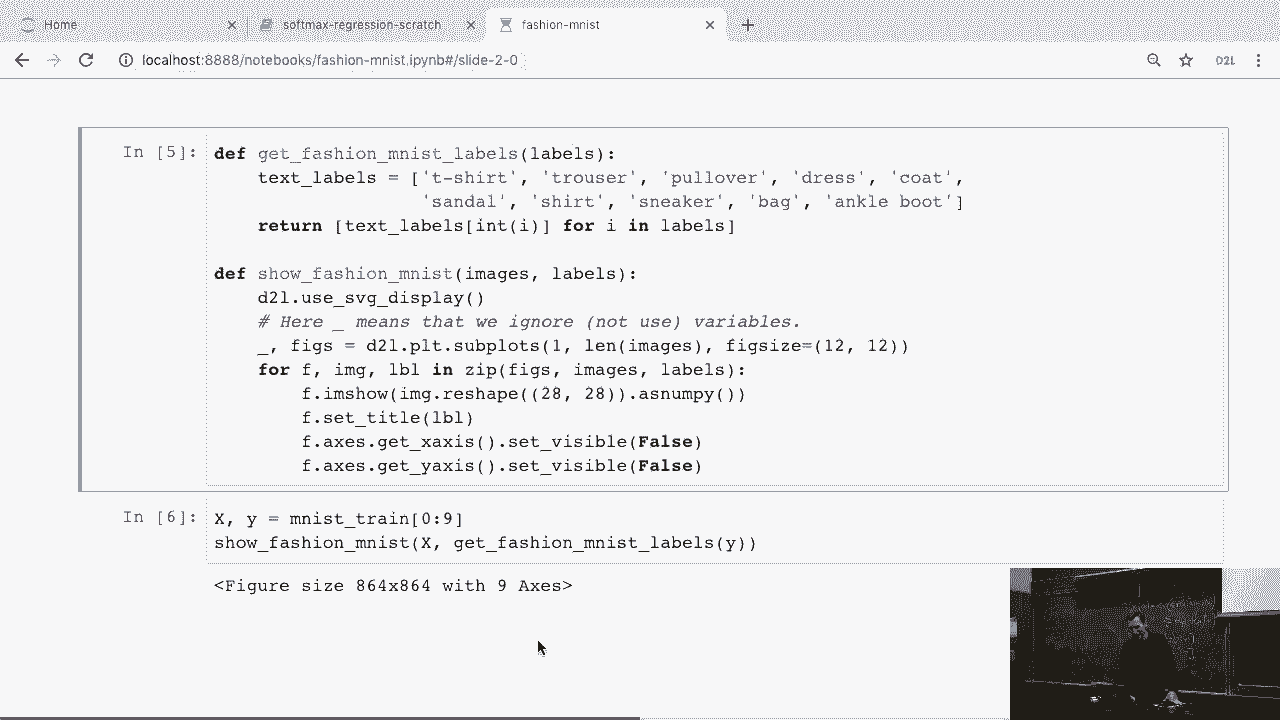 Home
softmax-regression-scratch
fashion-mnist
localhost:8888/notebooks/fashion-mnist.ipynb#/slide-2-0
D2L
In [5]:
def get_fashion_mnist_labels(labels):
    text_labels = ['t-shirt', 'trouser', 'pullover', 'dress', 'coat',
                   'sandal', 'shirt', 'sneaker', 'bag', 'ankle boot']
    return [text_labels[int(i)] for i in labels]
def show_fashion_mnist(images, labels):
    d2l.use_svg_display()
    # Here _ means that we ignore (not use) variables.
    _, figs = d2l.plt.subplots(1, len(images), figsize=(12, 12))
    for f, img, lbl in zip(figs, images, labels):
        f.imshow(img.reshape((28, 28)).asnumpy())
        f.set_title(lbl)
        f.axes.get_xaxis().set_visible(False)
        f.axes.get_yaxis().set_visible(False)
In [6]:
X, y = mnist_train[0:9]
show_fashion_mnist(X, get_fashion_mnist_labels(y))
<Figure size 864x864 with 9 Axes>